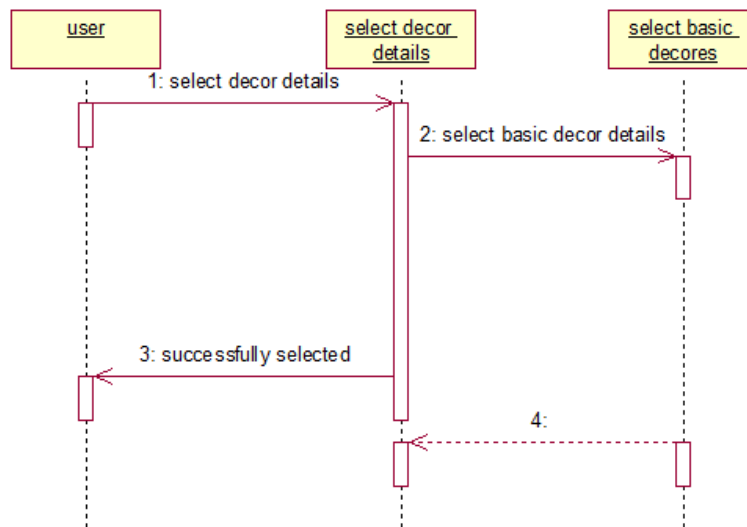 user
select decor
details
select basic
decores
1: select decor details
2: select basic decor details
3: successfully selected
4: